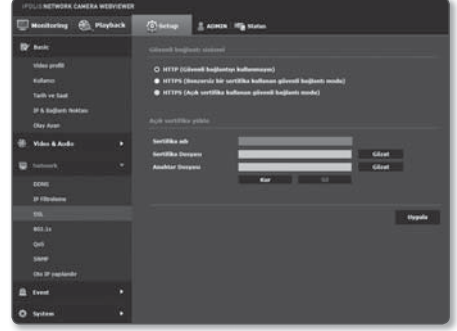 iPOLIS NETWORK CAMERA WEBVIEWER
Monitoring Playback Setup ADMIN Status
Basic
Video profili
Kullanıcı
Tarih ve Saat
IP & Bağlantı Noktası
Olay Ayarı
Video & Audio
Network
DDNS
IP Filtreleme
SSL
802.1x
QoS
SNMP
Oto IP yapılandır
Event
System
Güvenli bağlantı sistemi
HTTP (Güvenli bağlantıyı kullanmayın)
HTTPS (Benzersiz bir sertifika kullanan güvenli bağlantı modu)
HTTPS (Açık sertifika kullanan güvenli bağlantı modu)
Açık sertifika yükle
Sertifika adı
Sertifika Dosyası Gözat
Anahtar Dosyası Gözat
Kur Sil
Uygula